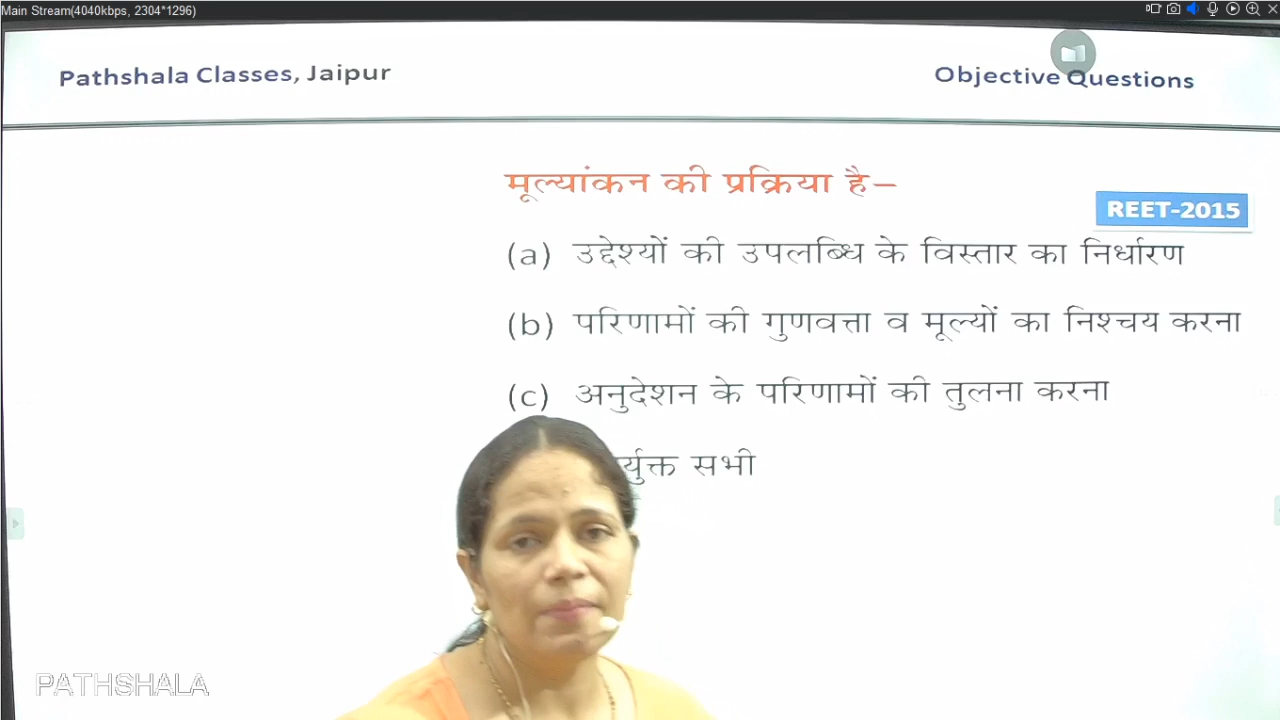 Main Stream(4040kbps, 2304*1296)
Pathshala Classes, Jaipur
Objective Questions
मूल्यांकन की प्रक्रिया है–
REET-2015
(a) उद्देश्यों की उपलब्धि के विस्तार का निर्धारण
(b) परिणामों की गुणवत्ता व मूल्यों का निश्चय करना
(c) अनुदेशन के परिणामों की तुलना करना
सभी
PATHSHALA